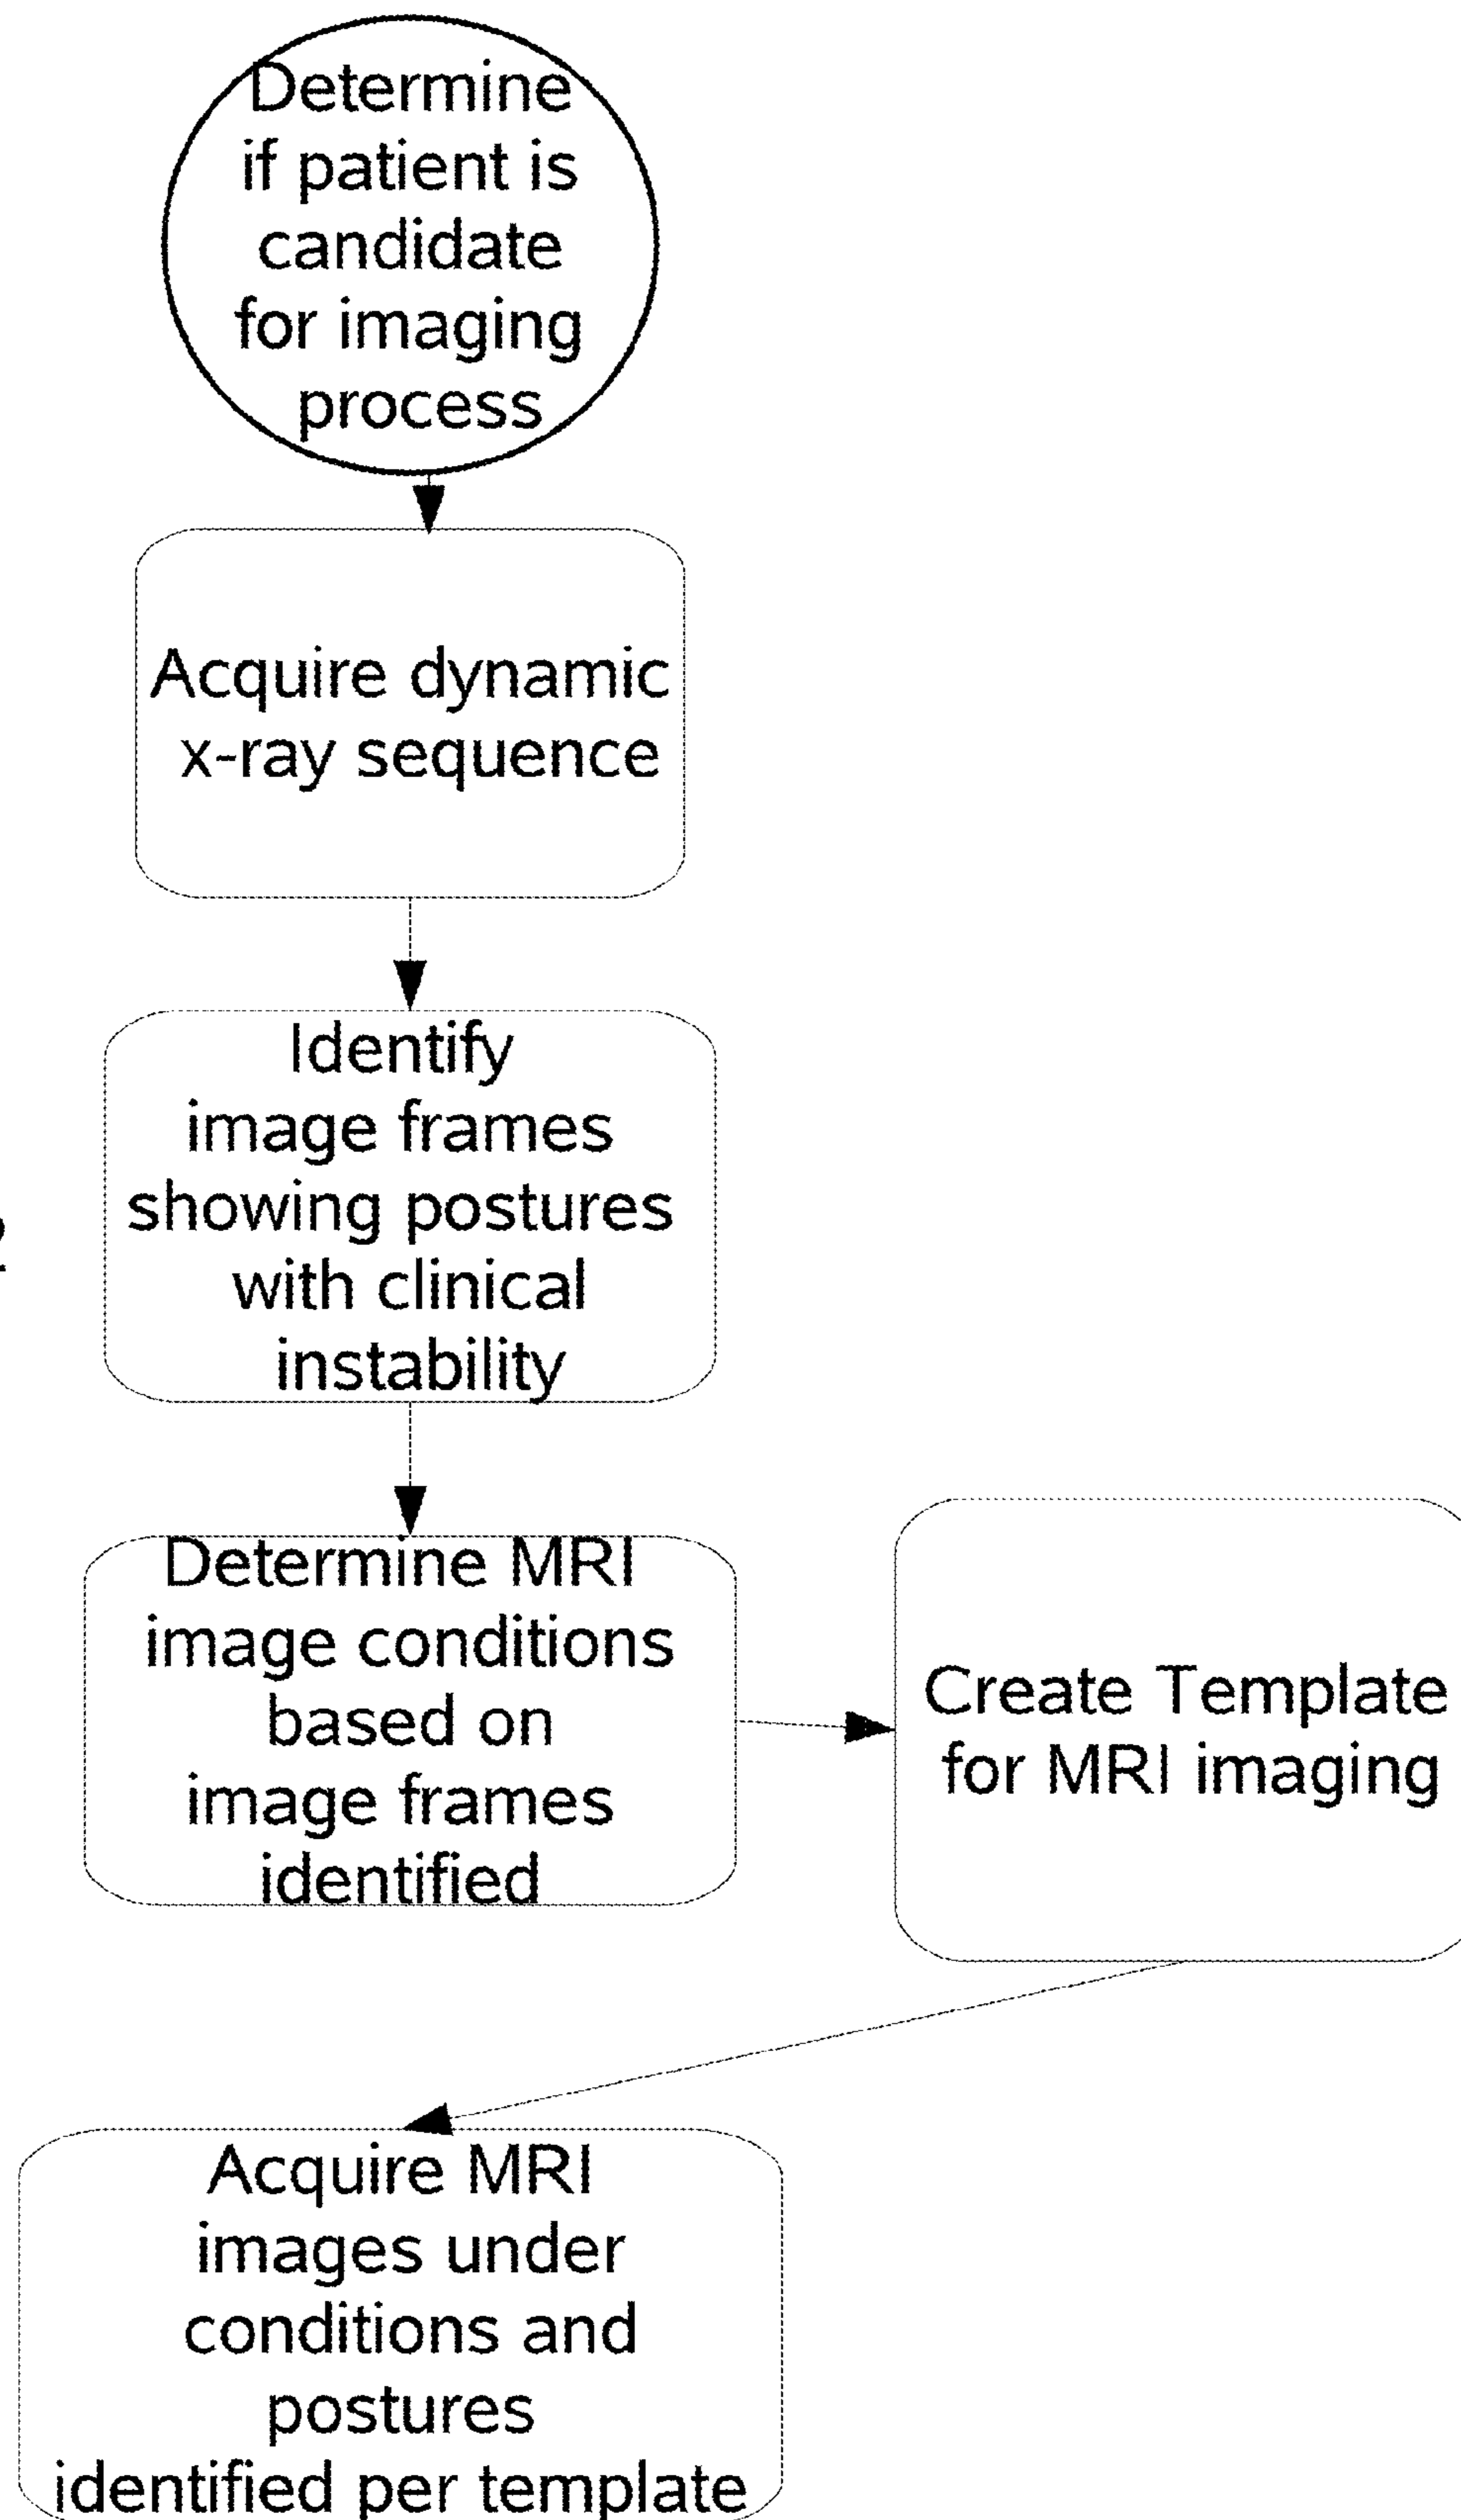 Determine
if patient is
candidate
for imaging
process
Acquire dynamic
x-ray sequence
Identify
image frames
showing postures
with clinical
instability
Determine MRI
image conditions
based on
image frames
identified
Create Template
for MRI imaging
Acquire MRI
images under
conditions and
postures
identified per template